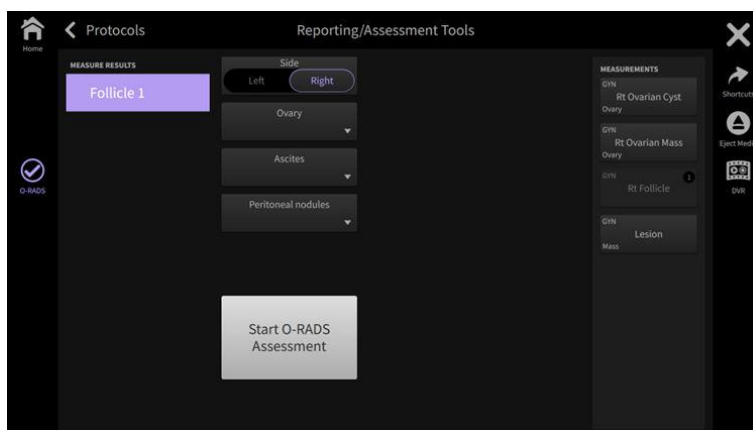 Home
Protocols
Reporting/Assessment Tools
MEASURE RESULTS
Follicle 1
O-RADS
Side
Left Right
Ovary
Ascites
Peritoneal nodules
Start O-RADS
Assessment
MEASUREMENTS
GYN
Rt Ovarian Cyst
Ovary
GYN
Rt Ovarian Mass
Ovary
GYN 1
Rt Follicle
GYN
Lesion
Mass
Shortcuts
Eject Media
DVR